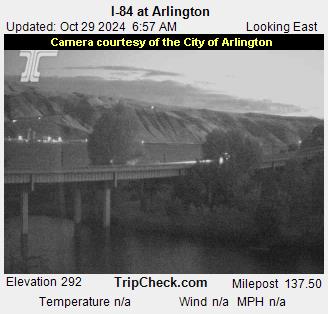 I-84 at Arlington
Updated: Oct 29 2024 6:57 AM Looking East
Camera courtesy of the City of Arlington
Elevation 292 TripCheck.com Milepost 137.50
Temperature n/a Wind n/a MPH n/a